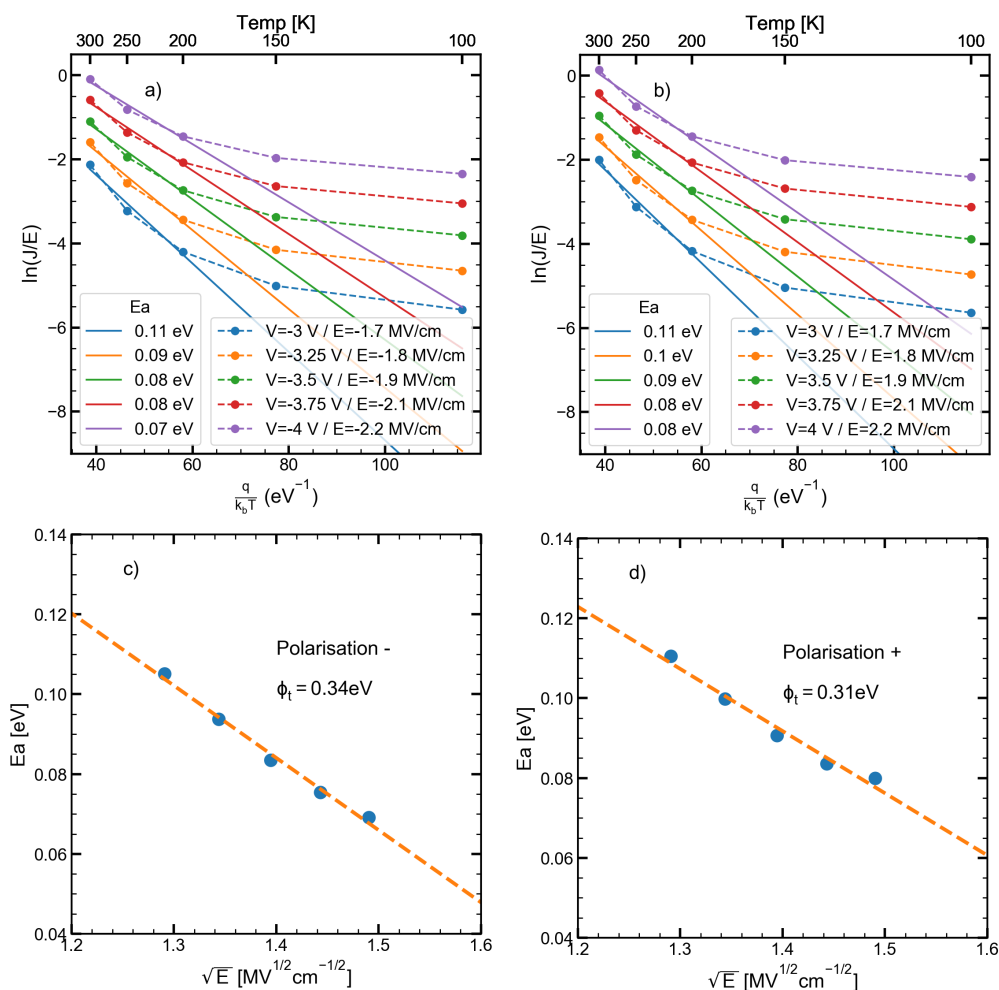 Temp [K]
300 250 200 150 100
a)
0
−2
−4
−6
−8
ln(J/E)
Ea
0.11 eV
0.09 eV
0.08 eV
0.08 eV
0.07 eV
V=-3 V / E=-1.7 MV/cm
V=-3.25 V / E=-1.8 MV/cm
V=-3.5 V / E=-1.9 MV/cm
V=-3.75 V / E=-2.1 MV/cm
V=-4 V / E=-2.2 MV/cm
40 60 80 100
q/k_bT (eV⁻¹)
Temp [K]
300 250 200 150 100
b)
0
−2
−4
−6
−8
ln(J/E)
Ea
0.11 eV
0.1 eV
0.09 eV
0.08 eV
0.08 eV
V=3 V / E=1.7 MV/cm
V=3.25 V / E=1.8 MV/cm
V=3.5 V / E=1.9 MV/cm
V=3.75 V / E=2.1 MV/cm
V=4 V / E=2.2 MV/cm
40 60 80 100
q/k_bT (eV⁻¹)
c)
0.14
0.12
0.10
0.08
0.06
0.04
Ea [eV]
Polarisation -
ϕ_t = 0.34eV
1.2 1.3 1.4 1.5 1.6
√E [MV^1/2cm^−1/2]
d)
0.14
0.12
0.10
0.08
0.06
0.04
Ea [eV]
Polarisation +
ϕ_t = 0.31eV
1.2 1.3 1.4 1.5 1.6
√E [MV^1/2cm^−1/2]